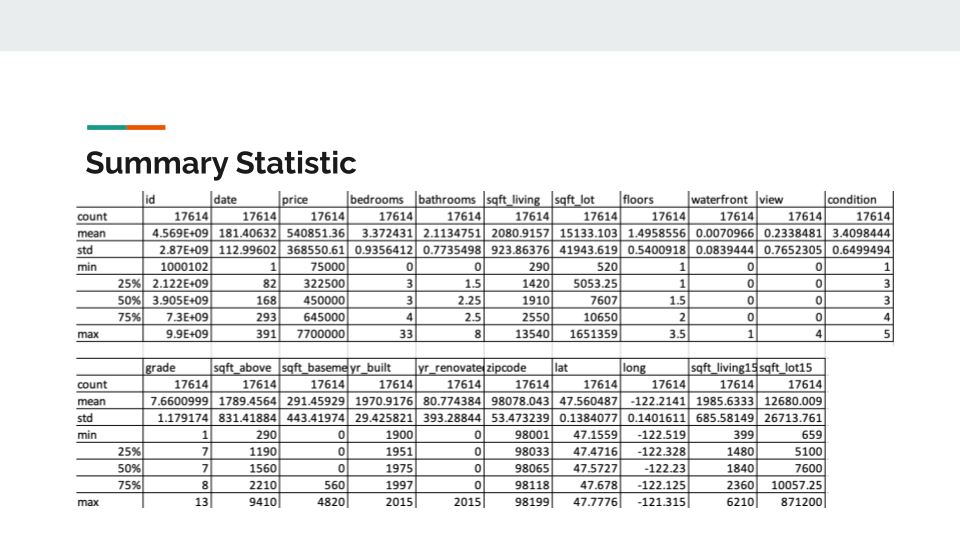 Summary Statistic
id date price bedrooms bathrooms sqft_living sqft_lot floors waterfront view condition
count 17614 17614 17614 17614 17614 17614 17614 17614 17614 17614 17614
mean 4.569E+09 181.40632 540851.36 3.372431 2.1134751 2080.9157 15133.103 1.4958556 0.0070966 0.2338481 3.4098444
std 2.87E+09 112.99602 368550.61 0.9356412 0.7735498 923.86376 41943.619 0.5400918 0.0839444 0.7652305 0.6499494
min 1000102 1 75000 0 0 290 520 1 0 0 1
25% 2.122E+09 82 322500 3 1.5 1420 5053.25 1 0 0 3
50% 3.905E+09 168 450000 3 2.25 1910 7607 1.5 0 0 3
75% 7.3E+09 293 645000 4 2.5 2550 10650 2 0 0 4
max 9.9E+09 391 7700000 33 8 13540 1651359 3.5 1 4 5
grade sqft_above sqft_baseme yr_built yr_renovate zipcode lat long sqft_living15 sqft_lot15
count 17614 17614 17614 17614 17614 17614 17614 17614 17614 17614
mean 7.6600999 1789.4564 291.45929 1970.9176 80.774384 98078.043 47.560487 -122.2141 1985.6333 12680.009
std 1.179174 831.41884 443.41974 29.425821 393.28844 53.473239 0.1384077 0.1401611 685.58149 26713.761
min 1 290 0 1900 0 98001 47.1559 -122.519 399 659
25% 7 1190 0 1951 0 98033 47.4716 -122.328 1480 5100
50% 7 1560 0 1975 0 98065 47.5727 -122.23 1840 7600
75% 8 2210 560 1997 0 98118 47.678 -122.125 2360 10057.25
max 13 9410 4820 2015 2015 98199 47.7776 -121.315 6210 871200